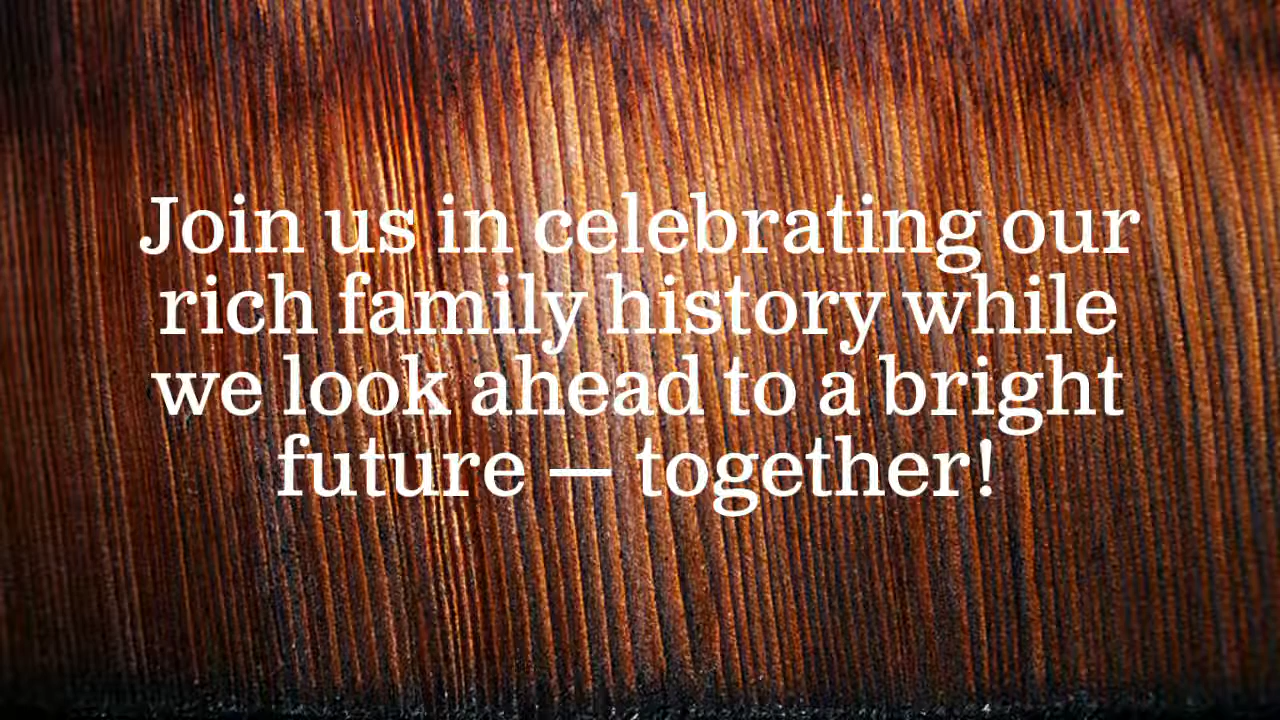 Join us in celebrating our
rich family history while
we look ahead to a bright
future — together!